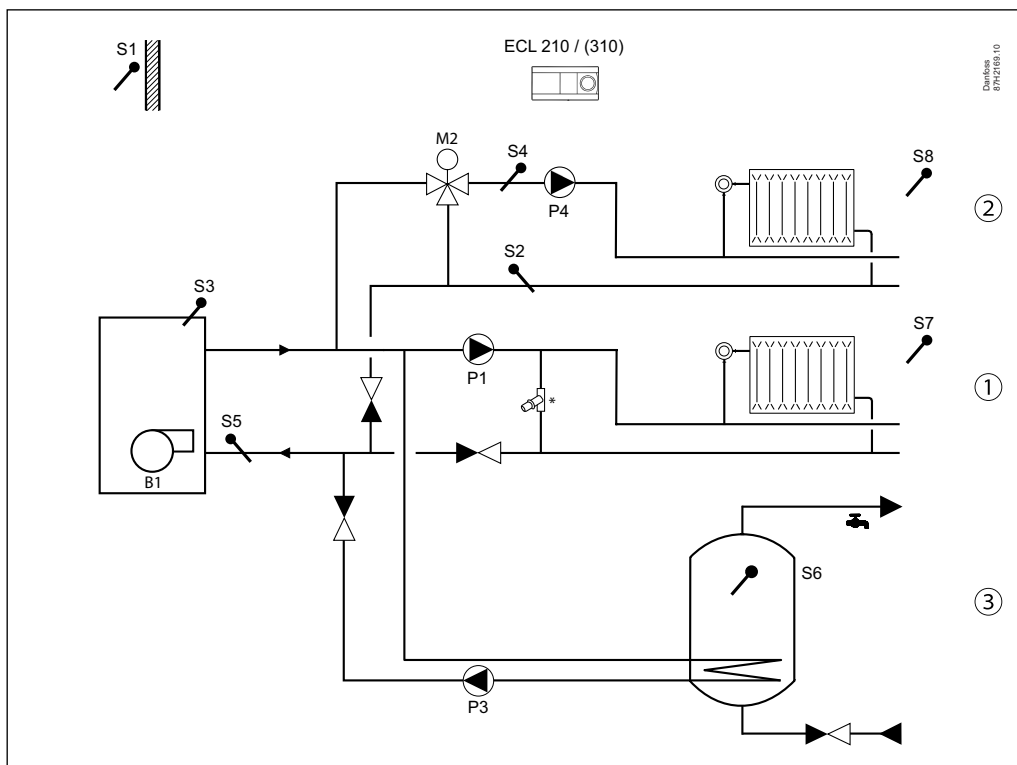 S1
ECL 210 / (310)
Danfoss
87H2169.10
M2
S4
P4
S8
2
S2
S3
S7
P1
*
1
S5
B1
S6
3
P3